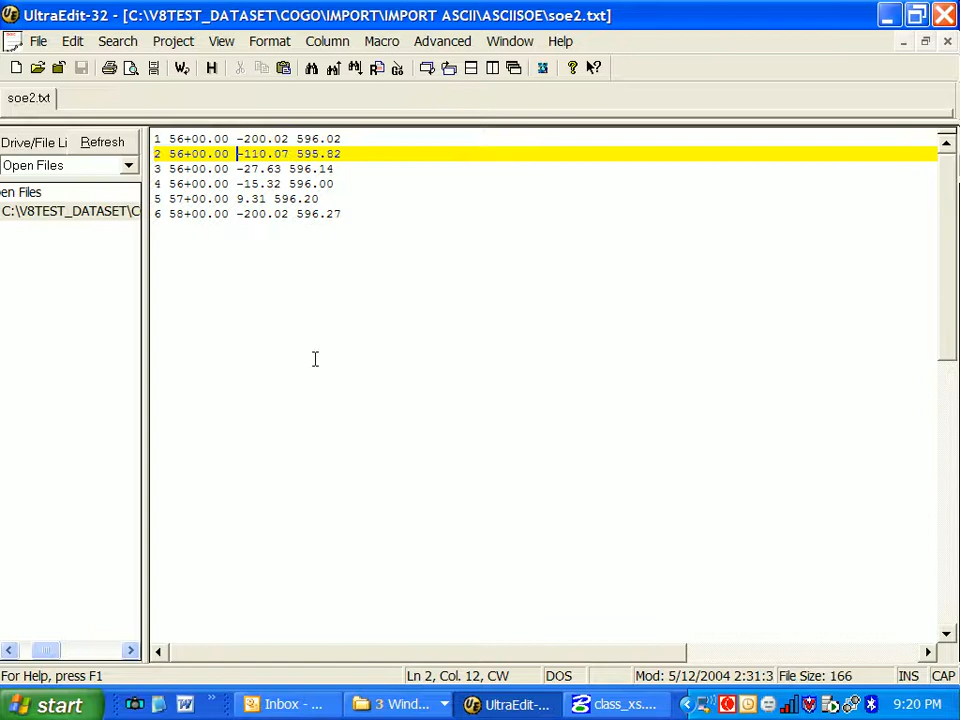 UltraEdit-32 - [C:\V8TEST_DATASET\COGO\IMPORT\IMPORT ASCII\ASCIISOE\soe2.txt]
File Edit Search Project View Format Column Macro Advanced Window Help
soe2.txt
Drive/File Li Refresh
Open Files
en Files
C:\V8TEST_DATASET\C
1 56+00.00 -200.02 596.02
2 56+00.00 -110.07 595.82
3 56+00.00 -27.63 596.14
4 56+00.00 -15.32 596.00
5 57+00.00 9.31 596.20
6 58+00.00 -200.02 596.27
For Help, press F1 Ln 2, Col. 12, CW DOS Mod: 5/12/2004 2:31:3 File Size: 166 INS CAP
start Inbox - ... 3 Wind... UltraEdit-... class_xs.... 9:20 PM